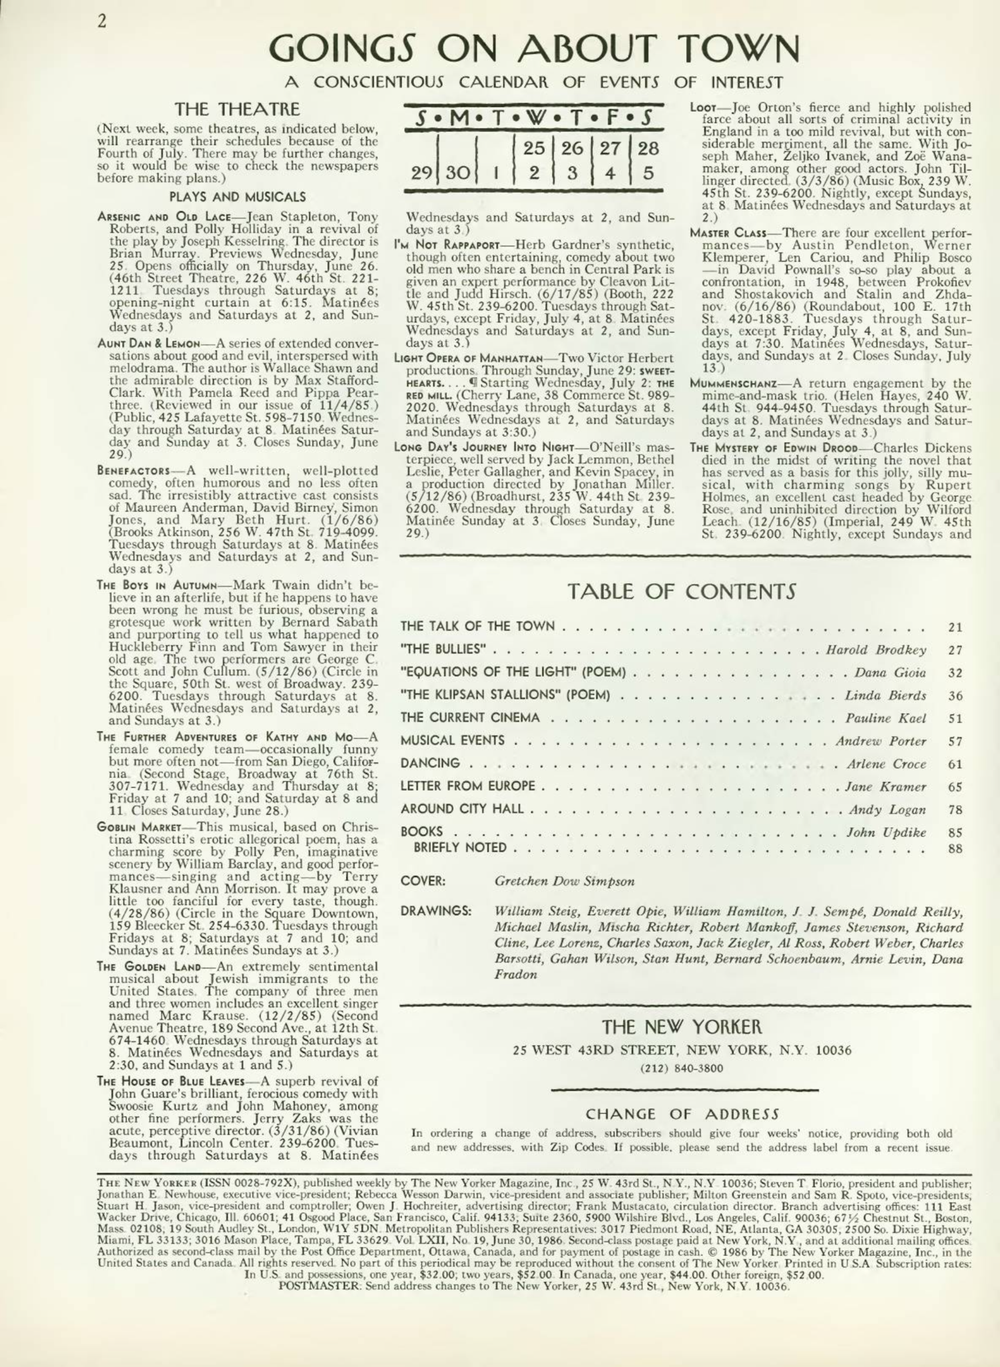 2
GOINGS ON ABOUT TOWN
A CONSCIENTIOUS CALENDAR OF EVENTS OF INTEREST
THE THEATRE
(Next week, some theatres, as indicated below,
will rearrange their schedules because of the
Fourth of July. There may be further changes,
so it would be wise to check the newspapers
before making plans.)
PLAYS AND MUSICALS
ARSENIC AND OLD LACE—Jean Stapleton, Tony
Roberts, and Polly Holliday in a revival of
the play by Joseph Kesselring. The director is
Brian Murray. Previews Wednesday, June
25. Opens officially on Thursday, June 26.
(46th Street Theatre, 226 W. 46th St. 221-
1211. Tuesdays through Saturdays at 8;
opening-night curtain at 6:15. Matinées
Wednesdays and Saturdays at 2, and Sun-
days at 3.)
AUNT DAN & LEMON—A series of extended conver-
sations about good and evil, interspersed with
melodrama. The author is Wallace Shawn and
the admirable direction is by Max Stafford-
Clark. With Pamela Reed and Pippa Pear-
three. (Reviewed in our issue of 11/4/85.)
(Public, 425 Lafayette St. 598-7150. Wednes-
day through Saturday at 8. Matinées Satur-
day and Sunday at 3. Closes Sunday, June
29.)
BENEFACTORS—A well-written, well-plotted
comedy, often humorous and no less often
sad. The irresistibly attractive cast consists
of Maureen Anderman, David Birney, Simon
Jones, and Mary Beth Hurt. (1/6/86)
(Brooks Atkinson, 256 W. 47th St. 719-4099.
Tuesdays through Saturdays at 8. Matinées
Wednesdays and Saturdays at 2, and Sun-
days at 3.)
THE BOYS IN AUTUMN—Mark Twain didn't be-
lieve in an afterlife, but if he happens to have
been wrong he must be furious, observing a
grotesque work written by Bernard Sabath
and purporting to tell us what happened to
Huckleberry Finn and Tom Sawyer in their
old age. The two performers are George C.
Scott and John Cullum. (5/12/86) (Circle in
the Square, 50th St. west of Broadway. 239-
6200. Tuesdays through Saturdays at 8.
Matinées Wednesdays and Saturdays at 2,
and Sundays at 3.)
THE FURTHER ADVENTURES OF KATHY AND MO—A
female comedy team—occasionally funny
but more often not—from San Diego, Califor-
nia. (Second Stage, Broadway at 76th St.
307-7171. Wednesday and Thursday at 8;
Friday at 7 and 10; and Saturday at 8 and
11. Closes Saturday, June 28.)
GOBLIN MARKET—This musical, based on Chris-
tina Rossetti's erotic allegorical poem, has a
charming score by Polly Pen, imaginative
scenery by William Barclay, and good perfor-
mances—singing and acting—by Terry
Klausner and Ann Morrison. It may prove a
little too fanciful for every taste, though.
(4/28/86) (Circle in the Square Downtown,
159 Bleecker St. 254-6330. Tuesdays through
Fridays at 8; Saturdays at 7 and 10; and
Sundays at 7. Matinées Sundays at 3.)
THE GOLDEN LAND—An extremely sentimental
musical about Jewish immigrants to the
United States. The company of three men
and three women includes an excellent singer
named Marc Krause. (12/2/85) (Second
Avenue Theatre, 189 Second Ave., at 12th St.
674-1460. Wednesdays through Saturdays at
8. Matinées Wednesdays and Saturdays at
2:30, and Sundays at 1 and 5.)
THE HOUSE OF BLUE LEAVES—A superb revival of
John Guare's brilliant, ferocious comedy with
Swoosie Kurtz and John Mahoney, among
other fine performers. Jerry Zaks was the
acute, perceptive director. (3/31/86) (Vivian
Beaumont, Lincoln Center. 239-6200. Tues-
days through Saturdays at 8. Matinées
S • M • T • W • T • F • S
25 26 27 28
29 30 1 2 3 4 5
Wednesdays and Saturdays at 2, and Sun-
days at 3.)
I'M NOT RAPPAPORT—Herb Gardner's synthetic,
though often entertaining, comedy about two
old men who share a bench in Central Park is
given an expert performance by Cleavon Lit-
tle and Judd Hirsch. (6/17/85) (Booth, 222
W. 45th St. 239-6200. Tuesdays through Sat-
urdays, except Friday, July 4, at 8. Matinées
Wednesdays and Saturdays at 2, and Sun-
days at 3.)
LIGHT OPERA OF MANHATTAN—Two Victor Herbert
productions. Through Sunday, June 29: SWEET-
HEARTS. . . . ¶ Starting Wednesday, July 2: THE
RED MILL. (Cherry Lane, 38 Commerce St. 989-
2020. Wednesdays through Saturdays at 8.
Matinées Wednesdays at 2, and Saturdays
and Sundays at 3:30.)
LONG DAY'S JOURNEY INTO NIGHT—O'Neill's mas-
terpiece, well served by Jack Lemmon, Bethel
Leslie, Peter Gallagher, and Kevin Spacey, in
a production directed by Jonathan Miller.
(5/12/86) (Broadhurst, 235 W. 44th St. 239-
6200. Wednesday through Saturday at 8.
Matinée Sunday at 3. Closes Sunday, June
29.)
LOOT—Joe Orton's fierce and highly polished
farce about all sorts of criminal activity in
England in a too mild revival, but with con-
siderable merriment, all the same. With Jo-
seph Maher, Željko Ivanek, and Zoë Wana-
maker, among other good actors. John Til-
linger directed. (3/3/86) (Music Box, 239 W.
45th St. 239-6200. Nightly, except Sundays,
at 8. Matinées Wednesdays and Saturdays at
2.)
MASTER CLASS—There are four excellent perfor-
mances—by Austin Pendleton, Werner
Klemperer, Len Cariou, and Philip Bosco
—in David Pownall's so-so play about a
confrontation, in 1948, between Prokofiev
and Shostakovich and Stalin and Zhda-
nov. (6/16/86) (Roundabout, 100 E. 17th
St. 420-1883. Tuesdays through Satur-
days, except Friday, July 4, at 8, and Sun-
days at 7:30. Matinées Wednesdays, Satur-
days, and Sundays at 2. Closes Sunday, July
13.)
MUMMENSCHANZ—A return engagement by the
mime-and-mask trio. (Helen Hayes, 240 W.
44th St. 944-9450. Tuesdays through Satur-
days at 8. Matinées Wednesdays and Satur-
days at 2, and Sundays at 3.)
THE MYSTERY OF EDWIN DROOD—Charles Dickens
died in the midst of writing the novel that
has served as a basis for this jolly, silly mu-
sical, with charming songs by Rupert
Holmes, an excellent cast headed by George
Rose, and uninhibited direction by Wilford
Leach. (12/16/85) (Imperial, 249 W. 45th
St. 239-6200. Nightly, except Sundays and
TABLE OF CONTENTS
THE TALK OF THE TOWN . . . . . . . . . . 21
"THE BULLIES" . . . . . . . . . . Harold Brodkey 27
"EQUATIONS OF THE LIGHT" (POEM) . . . . . . . . . . Dana Gioia 32
"THE KLIPSAN STALLIONS" (POEM) . . . . . . . . . . Linda Bierds 36
THE CURRENT CINEMA . . . . . . . . . . Pauline Kael 51
MUSICAL EVENTS . . . . . . . . . . Andrew Porter 57
DANCING . . . . . . . . . . Arlene Croce 61
LETTER FROM EUROPE . . . . . . . . . . Jane Kramer 65
AROUND CITY HALL . . . . . . . . . . Andy Logan 78
BOOKS . . . . . . . . . . John Updike 85
BRIEFLY NOTED . . . . . . . . . . 88
COVER: Gretchen Dow Simpson
DRAWINGS: William Steig, Everett Opie, William Hamilton, J. J. Sempé, Donald Reilly,
Michael Maslin, Mischa Richter, Robert Mankoff, James Stevenson, Richard
Cline, Lee Lorenz, Charles Saxon, Jack Ziegler, Al Ross, Robert Weber, Charles
Barsotti, Gahan Wilson, Stan Hunt, Bernard Schoenbaum, Arnie Levin, Dana
Fradon
THE NEW YORKER
25 WEST 43RD STREET, NEW YORK, N.Y. 10036
(212) 840-3800
CHANGE OF ADDRESS
In ordering a change of address, subscribers should give four weeks' notice, providing both old
and new addresses, with Zip Codes. If possible, please send the address label from a recent issue.
THE NEW YORKER (ISSN 0028-792X), published weekly by The New Yorker Magazine, Inc., 25 W. 43rd St., N.Y., N.Y. 10036; Steven T. Florio, president and publisher;
Jonathan E. Newhouse, executive vice-president; Rebecca Wesson Darwin, vice-president and associate publisher; Milton Greenstein and Sam R. Spoto, vice-presidents;
Stuart H. Jason, vice-president and comptroller; Owen J. Hochreiter, advertising director; Frank Mustacato, circulation director. Branch advertising offices: 111 East
Wacker Drive, Chicago, Ill. 60601; 41 Osgood Place, San Francisco, Calif. 94133; Suite 2360, 5900 Wilshire Blvd., Los Angeles, Calif. 90036; 67½ Chestnut St., Boston,
Mass. 02108; 19 South Audley St., London, W1Y 5DN. Metropolitan Publishers Representatives: 3017 Piedmont Road, NE, Atlanta, GA 30305; 2500 So. Dixie Highway,
Miami, FL 33133; 3016 Mason Place, Tampa, FL 33629. Vol. LXII, No. 19, June 30, 1986. Second-class postage paid at New York, N.Y., and at additional mailing offices.
Authorized as second-class mail by the Post Office Department, Ottawa, Canada, and for payment of postage in cash. © 1986 by The New Yorker Magazine, Inc., in the
United States and Canada. All rights reserved. No part of this periodical may be reproduced without the consent of The New Yorker. Printed in U.S.A. Subscription rates:
In U.S. and possessions, one year, $32.00; two years, $52.00. In Canada, one year, $44.00. Other foreign, $52.00.
POSTMASTER: Send address changes to The New Yorker, 25 W. 43rd St., New York, N.Y. 10036.